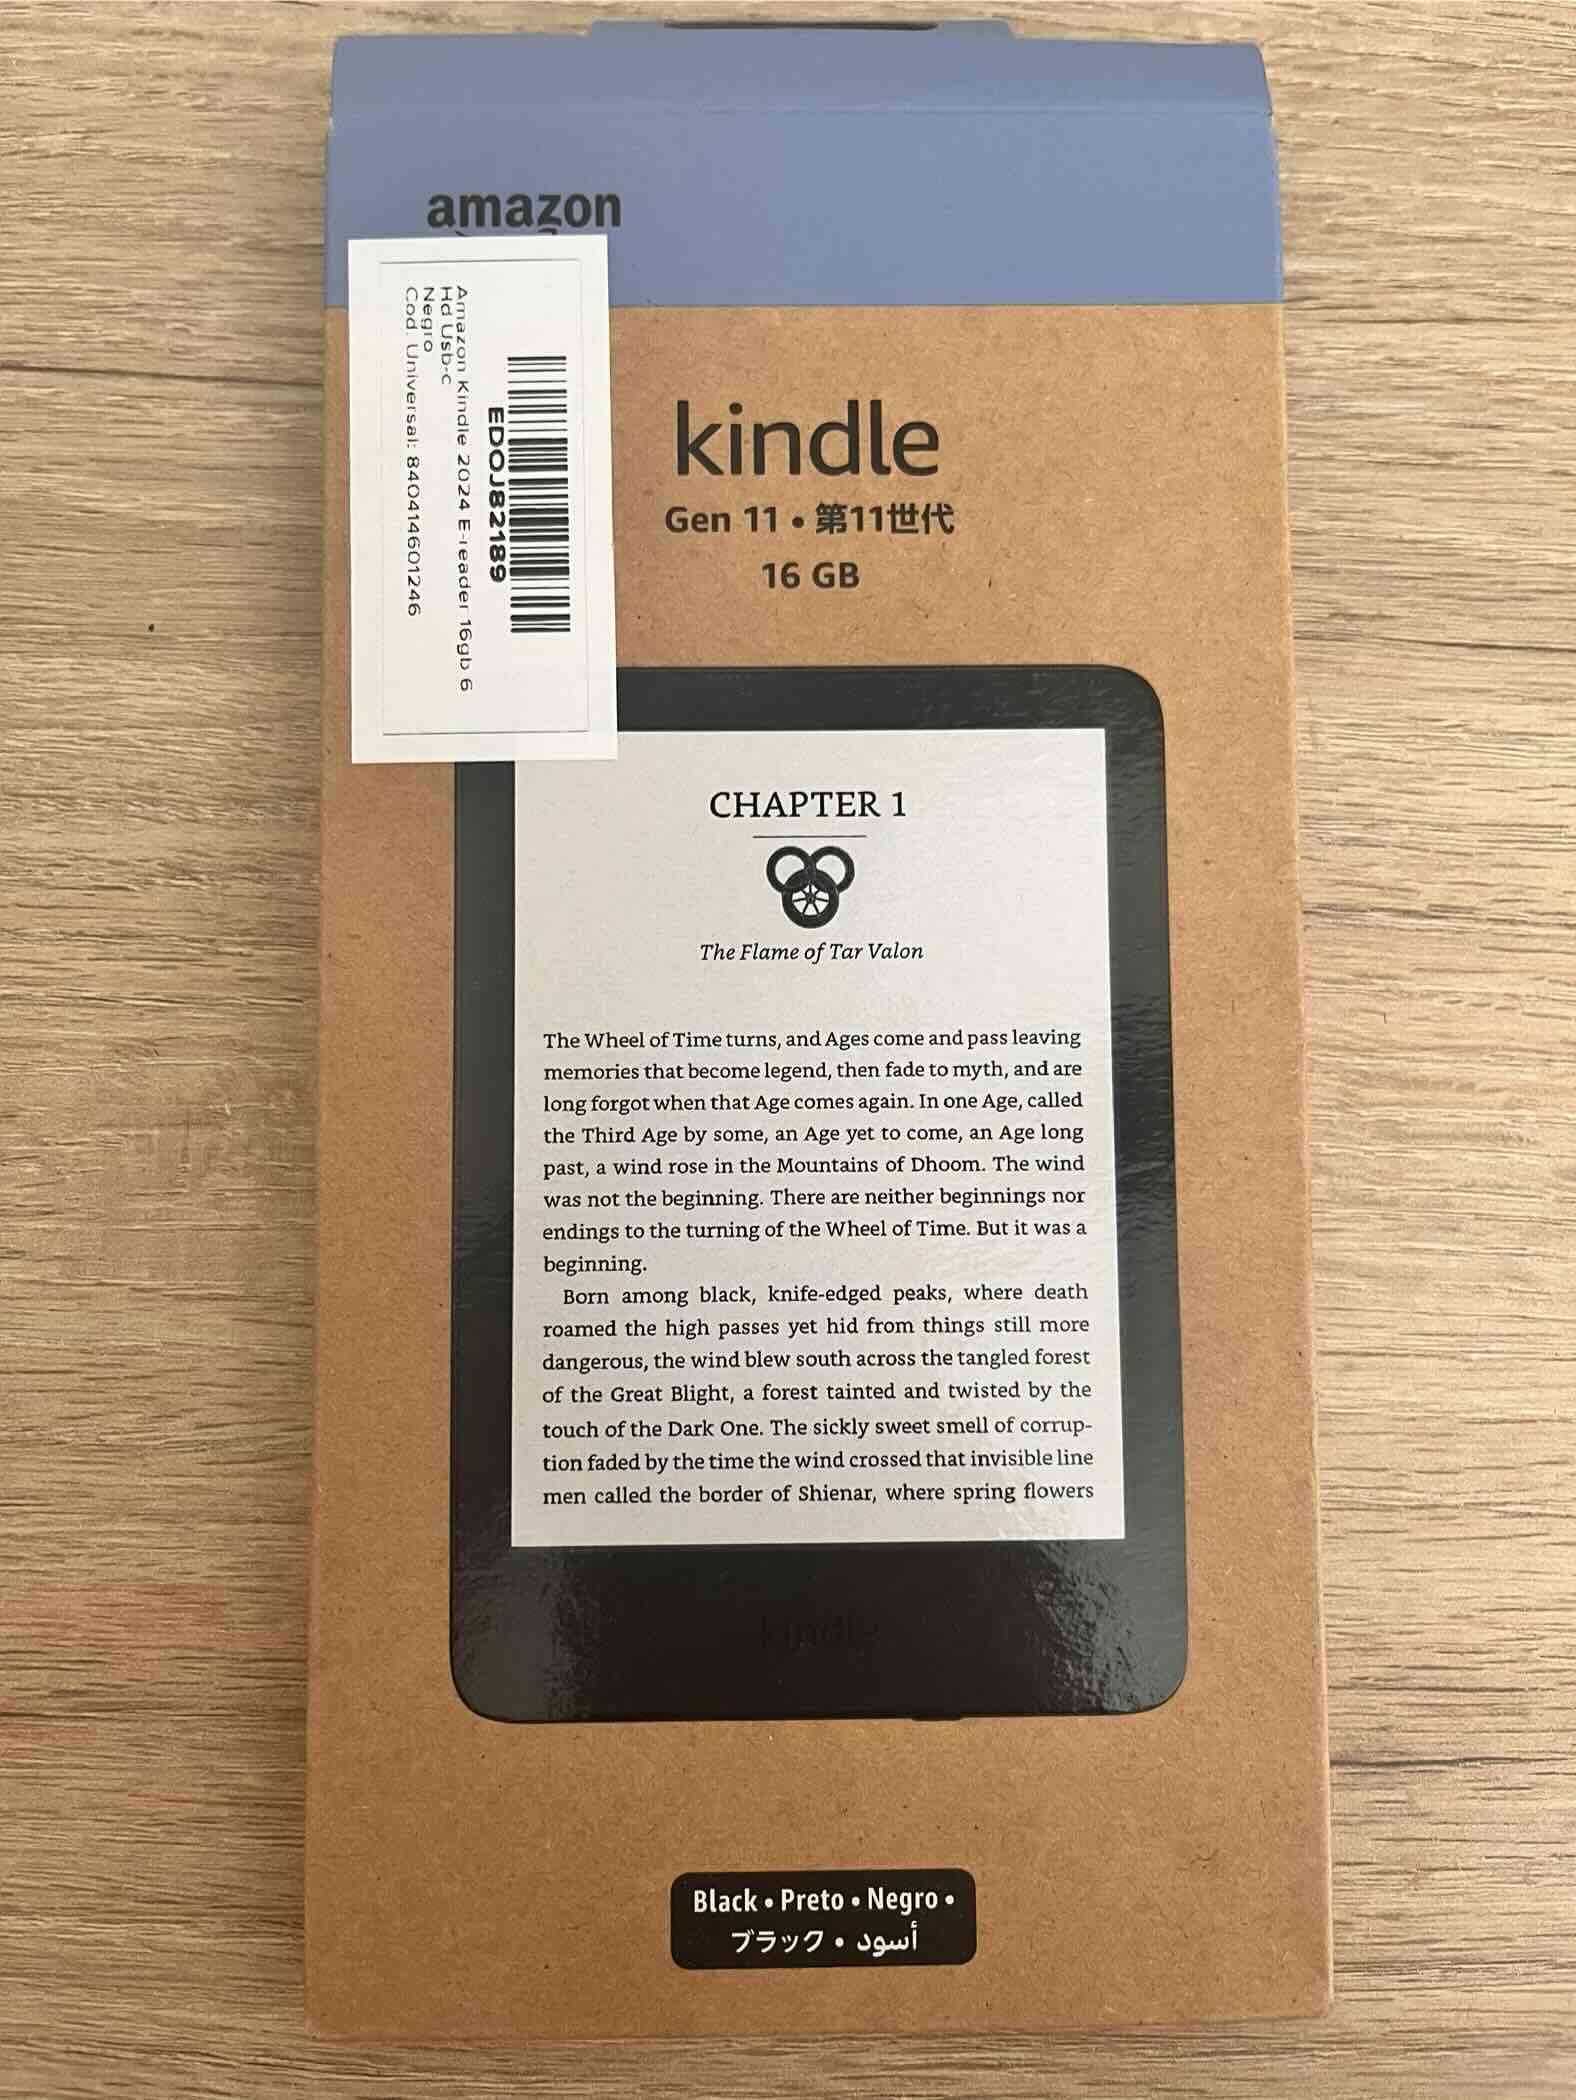 amazon
EDOJ82189
Amazon Kindle 2024 E-reader 16gb 6
Hd Usb-c
Negro
Cod. Universal: 840414601246
kindle
Gen 11 • 第11世代
16 GB
CHAPTER 1
The Flame of Tar Valon
The Wheel of Time turns, and Ages come and pass leaving
memories that become legend, then fade to myth, and are
long forgot when that Age comes again. In one Age, called
the Third Age by some, an Age yet to come, an Age long
past, a wind rose in the Mountains of Dhoom. The wind
was not the beginning. There are neither beginnings nor
endings to the turning of the Wheel of Time. But it was a
beginning.
Born among black, knife-edged peaks, where death
roamed the high passes yet hid from things still more
dangerous, the wind blew south across the tangled forest
of the Great Blight, a forest tainted and twisted by the
touch of the Dark One. The sickly sweet smell of corrup-
tion faded by the time the wind crossed that invisible line
men called the border of Shienar, where spring flowers
kindle
Black • Preto • Negro •
ブラック • أسود